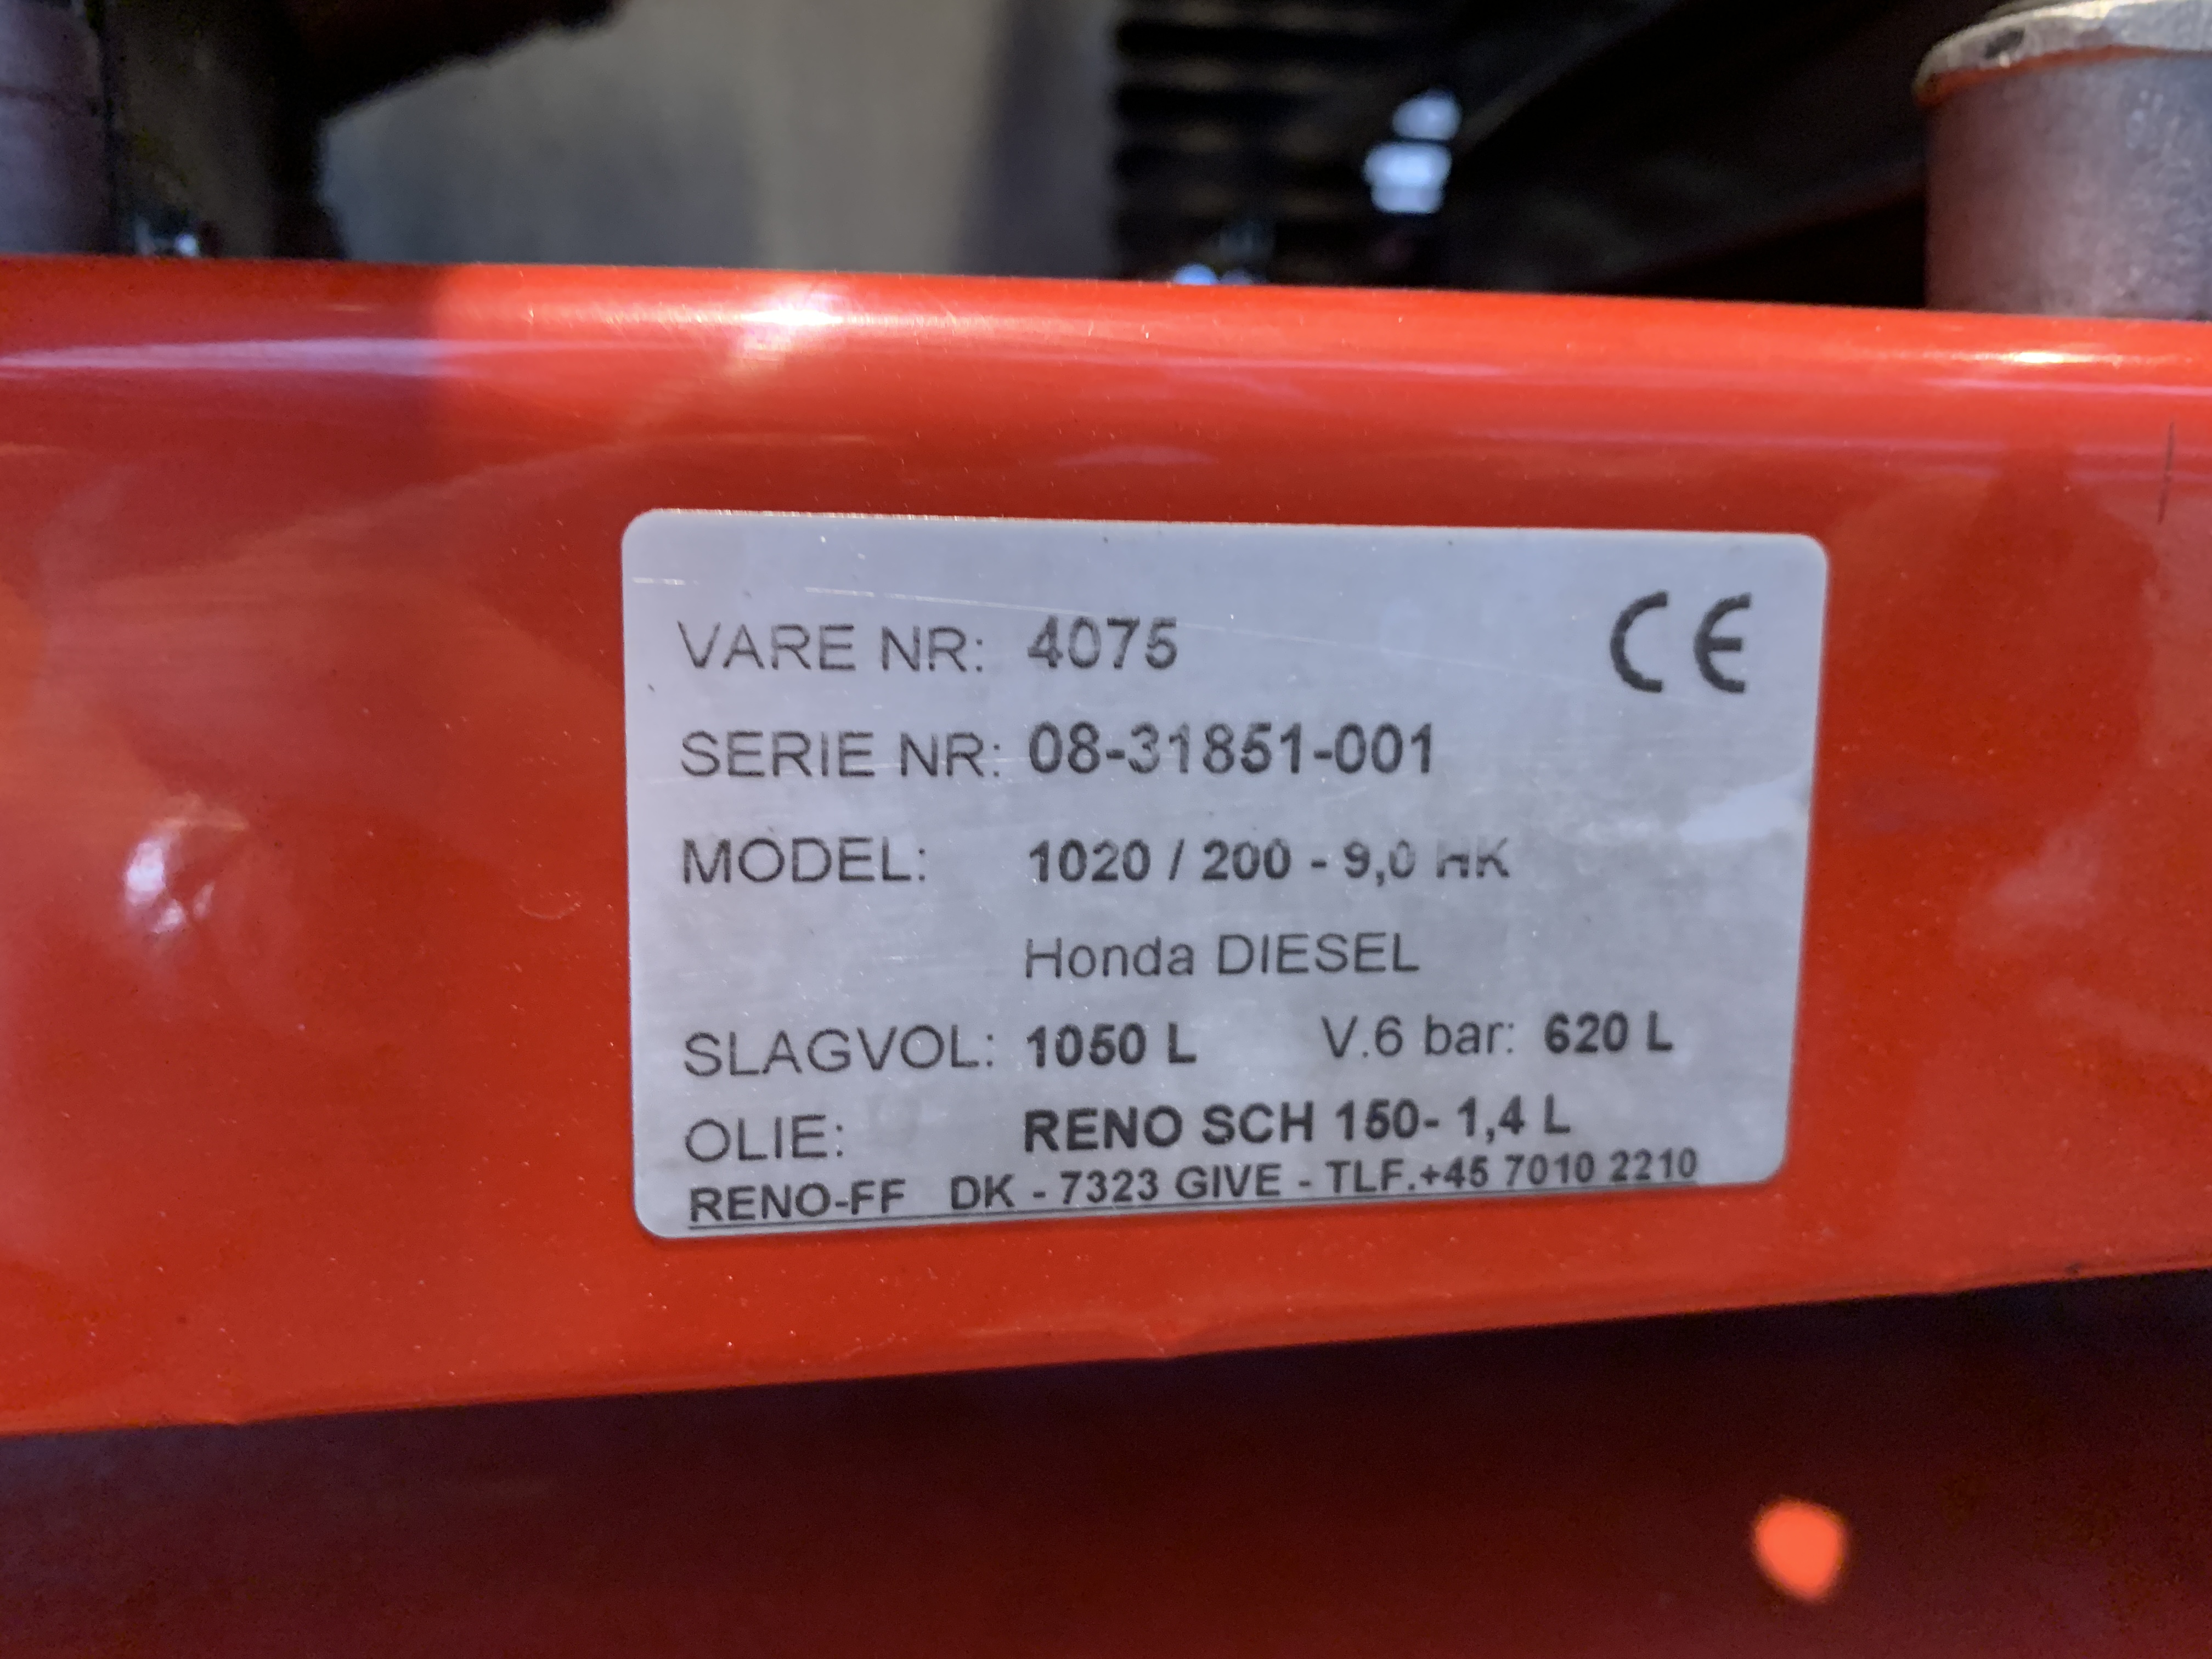 VARE NR: 4075 CE
SERIE NR: 08-31851-001
MODEL: 1020 / 200 - 9,0 HK
Honda DIESEL
SLAGVOL: 1050 L V.6 bar: 620 L
OLIE: RENO SCH 150- 1,4 L
RENO-FF DK - 7323 GIVE - TLF.+45 7010 2210